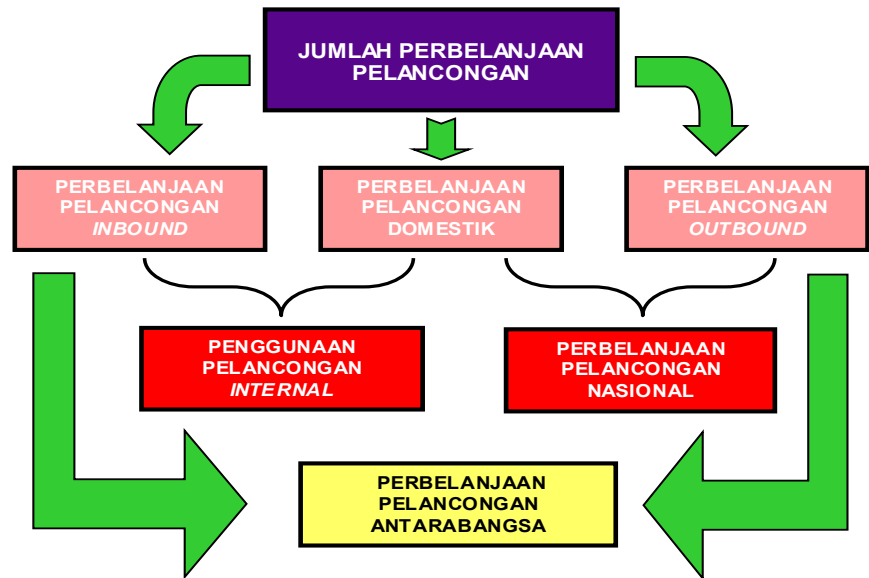 JUMLAH PERBELANJAAN
PELANCONGAN
PERBELANJAAN
PELANCONGAN
INBOUND
PERBELANJAAN
PELANCONGAN
DOMESTIK
PERBELANJAAN
PELANCONGAN
OUTBOUND
PENGGUNAAN
PELANCONGAN
INTERNAL
PERBELANJAAN
PELANCONGAN
NASIONAL
PERBELANJAAN
PELANCONGAN
ANTARABANGSA